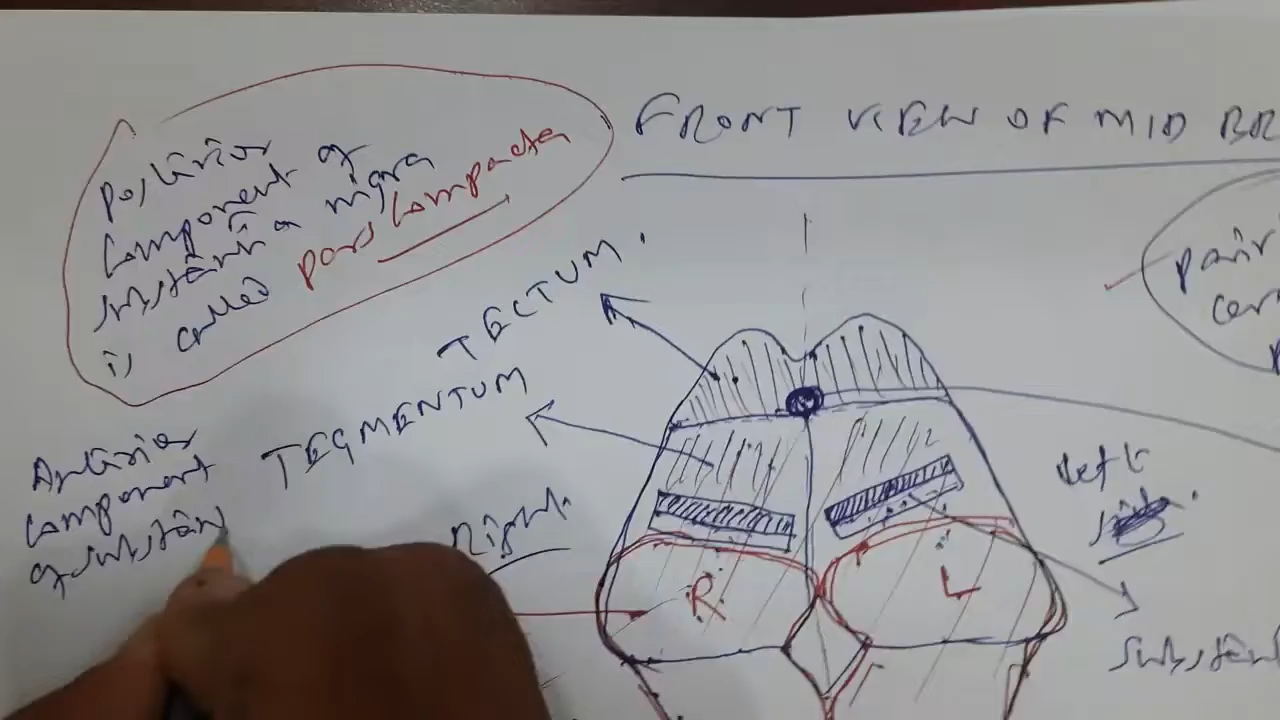 FRONT VIEW OF MID BR
Posterior
component of
substantia nigra
is called pars compacta
TECTUM.
TEGMENTUM
Anterior
component
of substan
Right.
pair
cer
P
Left
R
L
Substan